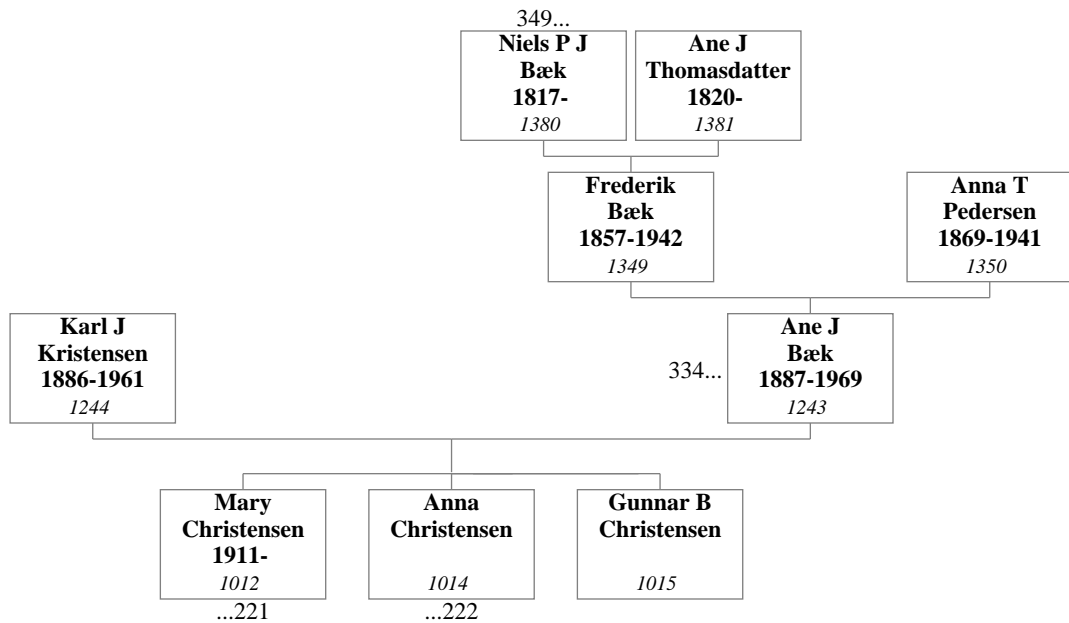 349...
Niels P J
Bæk
1817-
1380
Ane J
Thomasdatter
1820-
1381
Frederik
Bæk
1857-1942
1349
Anna T
Pedersen
1869-1941
1350
Karl J
Kristensen
1886-1961
1244
334...
Ane J
Bæk
1887-1969
1243
Mary
Christensen
1911-
1012
...221
Anna
Christensen
1014
...222
Gunnar B
Christensen
1015